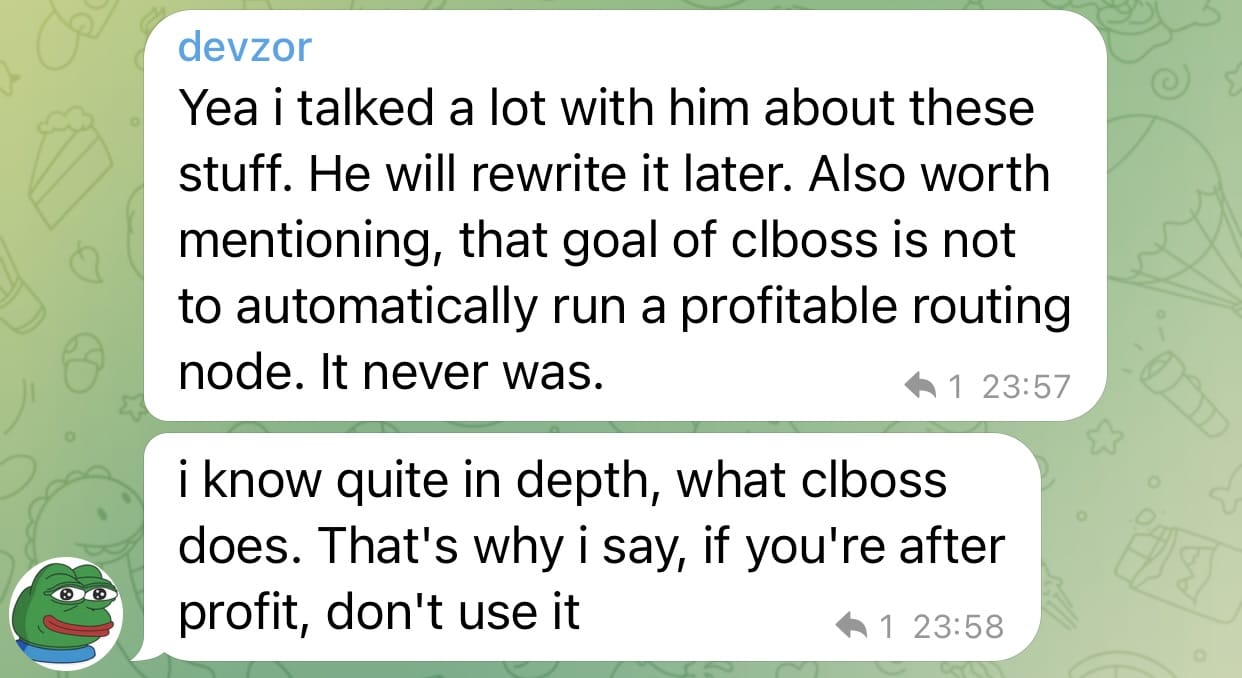 devzor
Yea i talked a lot with him about these
stuff. He will rewrite it later. Also worth
mentioning, that goal of clboss is not
to automatically run a profitable routing
node. It never was.
1 23:57
i know quite in depth, what clboss
does. That's why i say, if you're after
profit, don't use it
1 23:58